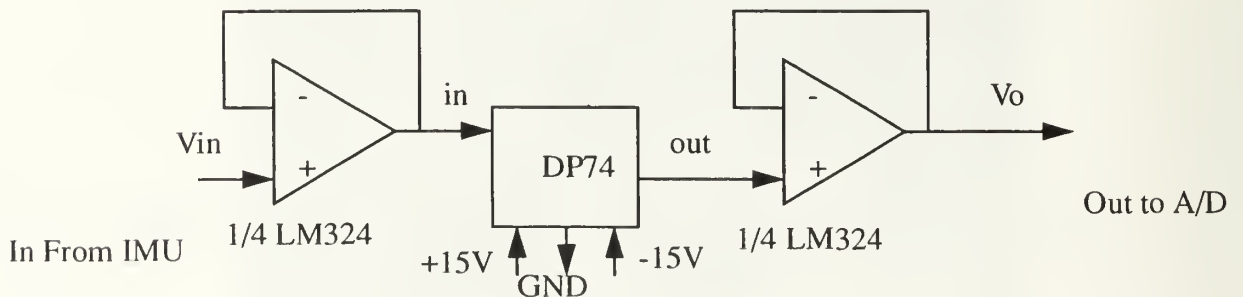 -
in
-
Vo
Vin
+
DP74
out
+
Out to A/D
In From IMU
1/4 LM324
+15V
GND
-15V
1/4 LM324